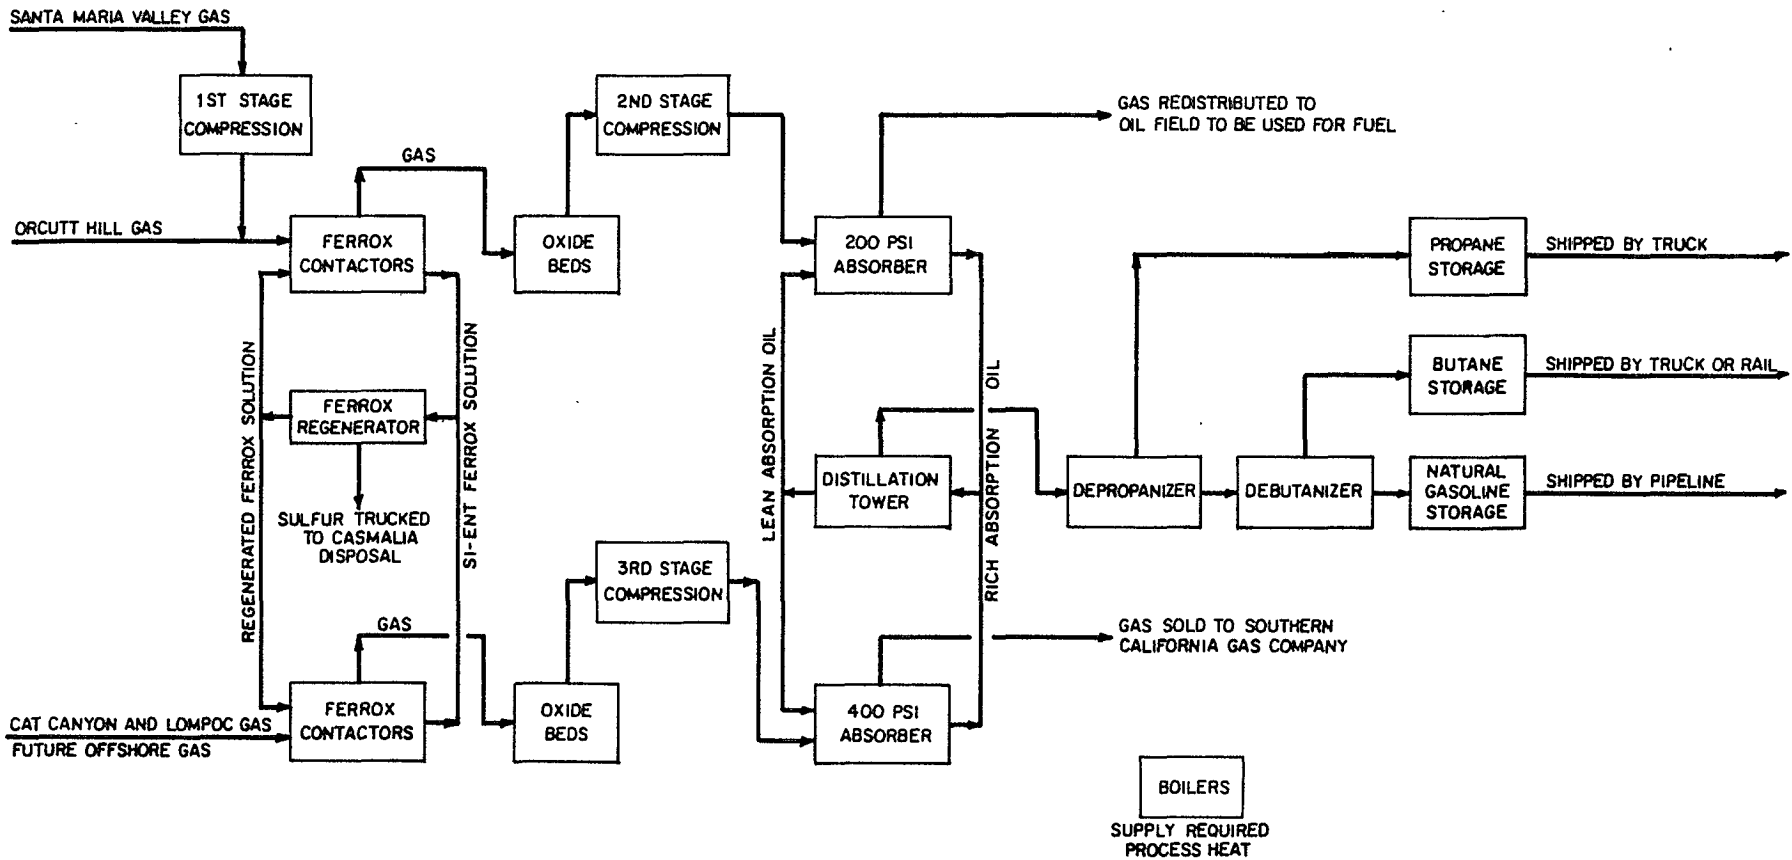 SANTA MARIA VALLEY GAS
1ST STAGE
COMPRESSION
2ND STAGE
COMPRESSION
GAS REDISTRIBUTED TO
OIL FIELD TO BE USED FOR FUEL
GAS
ORCUTT HILL GAS
FERROX
CONTACTORS
OXIDE
BEDS
200 PSI
ABSORBER
PROPANE
STORAGE
SHIPPED BY TRUCK
REGENERATED FERROX SOLUTION
FERROX
REGENERATOR
SI-ENT FERROX SOLUTION
SULFUR TRUCKED
TO CASMALIA
DISPOSAL
LEAN ABSORPTION OIL
DISTILLATION
TOWER
RICH ABSORPTION OIL
DEPROPANIZER
DEBUTANIZER
BUTANE
STORAGE
SHIPPED BY TRUCK OR RAIL
NATURAL
GASOLINE
STORAGE
SHIPPED BY PIPELINE
3RD STAGE
COMPRESSION
GAS
GAS SOLD TO SOUTHERN
CALIFORNIA GAS COMPANY
CAT CANYON AND LOMPOC GAS
FUTURE OFFSHORE GAS
FERROX
CONTACTORS
OXIDE
BEDS
400 PSI
ABSORBER
BOILERS
SUPPLY REQUIRED
PROCESS HEAT